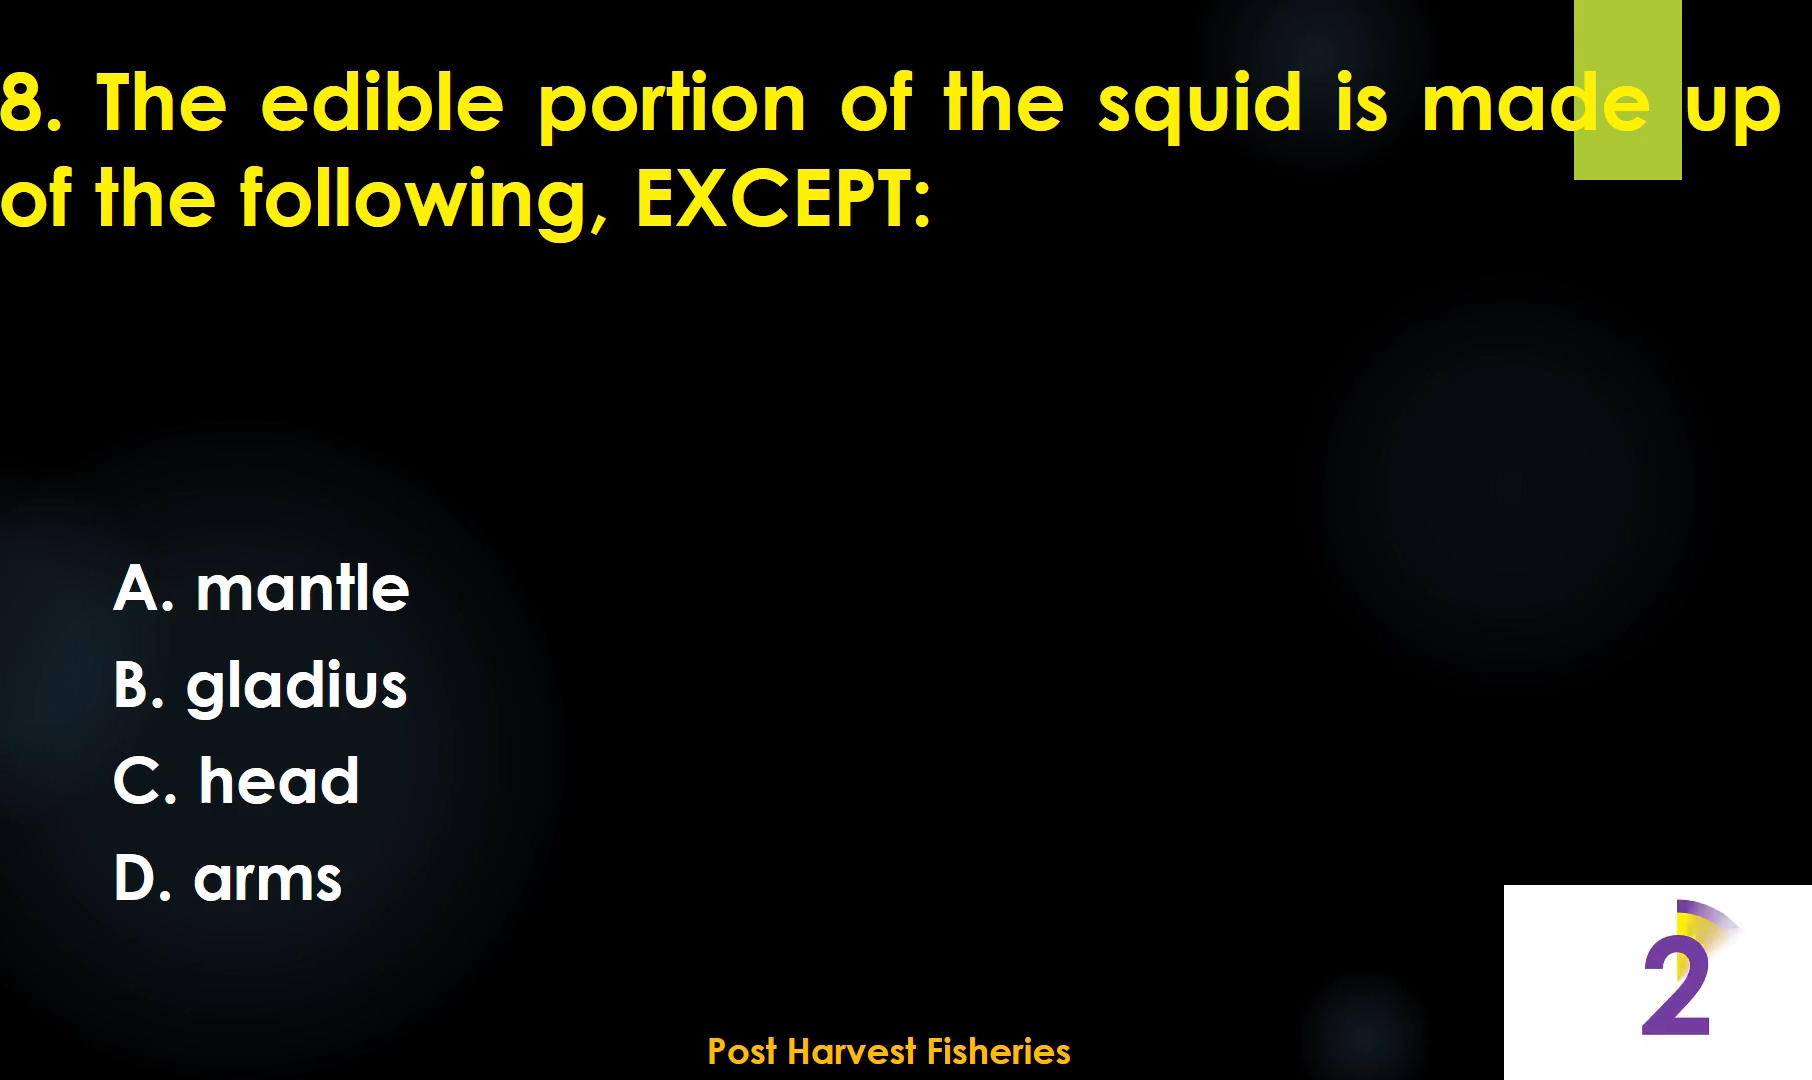 8. The edible portion of the squid is made up
of the following, EXCEPT:
A. mantle
B. gladius
C. head
D. arms
2
Post Harvest Fisheries